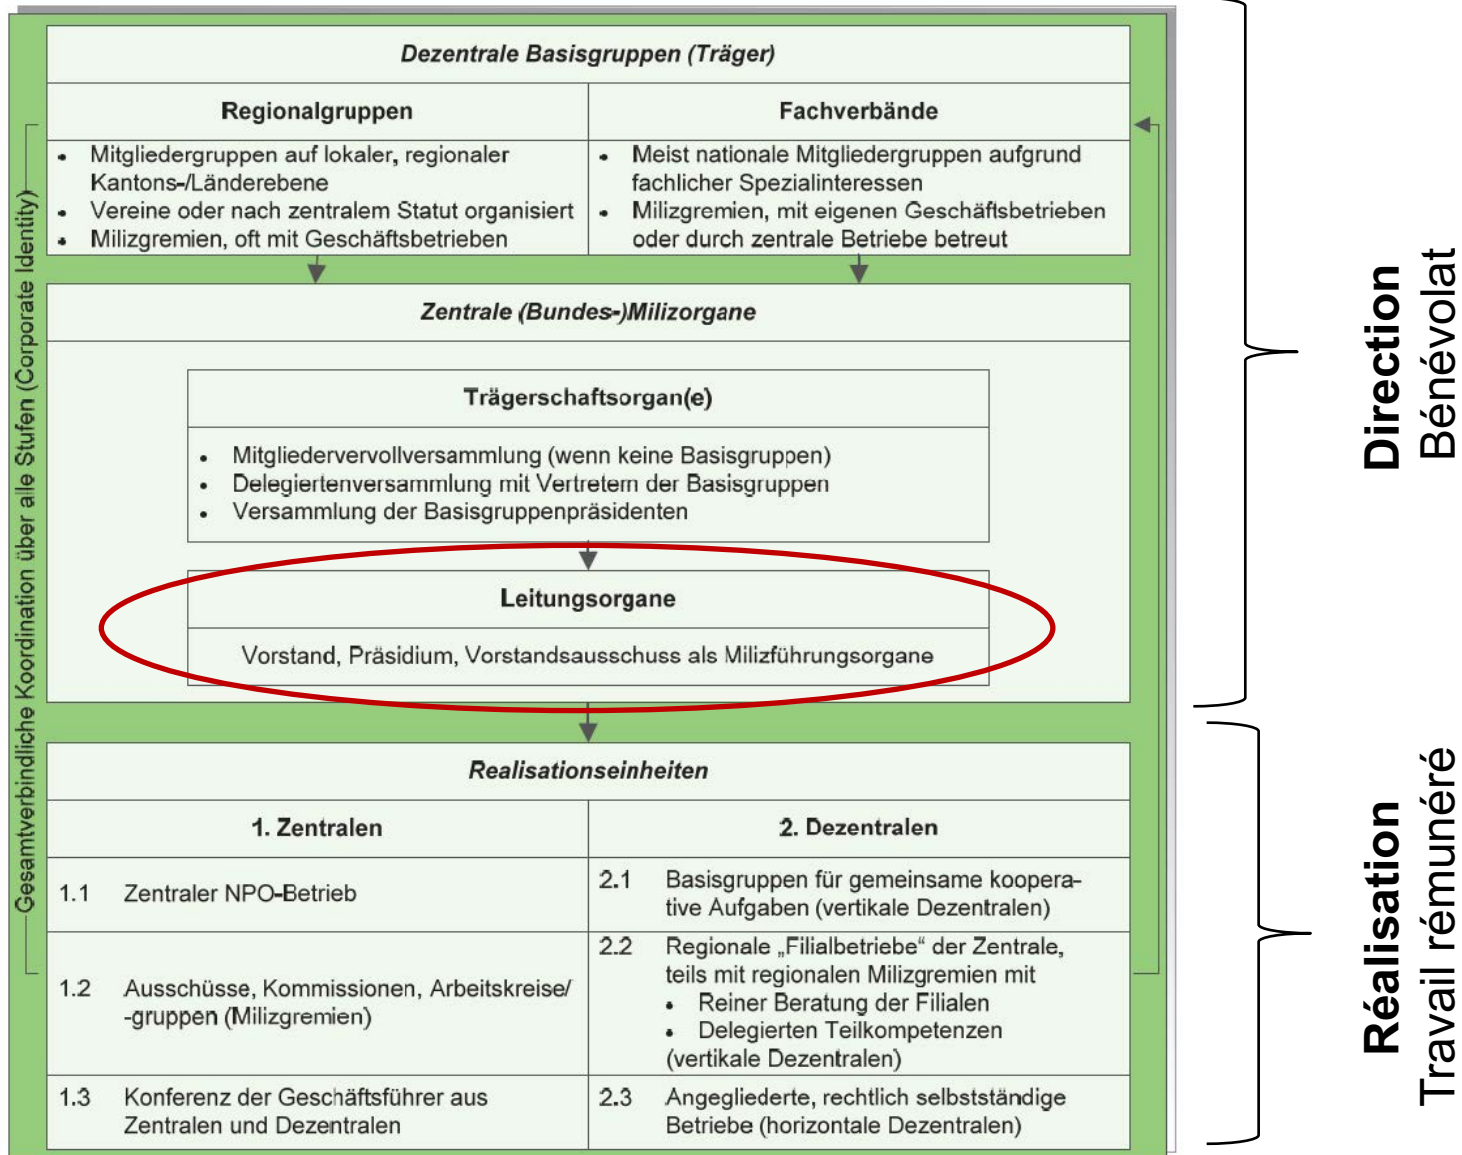 Dezentrale Basisgruppen (Träger)
Regionalgruppen
• Mitgliedergruppen auf lokaler, regionaler
Kantons-/Länderebene
• Vereine oder nach zentralem Statut organisiert
• Milizgremien, oft mit Geschäftsbetrieben
Fachverbände
• Meist nationale Mitgliedergruppen aufgrund
fachlicher Spezialinteressen
• Milizgremien, mit eigenen Geschäftsbetrieben
oder durch zentrale Betriebe betreut
Zentrale (Bundes-)Milizorgane
Trägerschaftsorgan(e)
• Mitgliedervervollversammlung (wenn keine Basisgruppen)
• Delegiertenversammlung mit Vertretern der Basisgruppen
• Versammlung der Basisgruppenpräsidenten
Leitungsorgane
Vorstand, Präsidium, Vorstandsausschuss als Milizführungsorgane
Realisationseinheiten
1. Zentralen
1.1 Zentraler NPO-Betrieb
1.2 Ausschüsse, Kommissionen, Arbeitskreise/
-gruppen (Milizgremien)
1.3 Konferenz der Geschäftsführer aus
Zentralen und Dezentralen
2. Dezentralen
2.1 Basisgruppen für gemeinsame koopera-
tive Aufgaben (vertikale Dezentralen)
2.2 Regionale „Filialbetriebe“ der Zentrale,
teils mit regionalen Milizgremien mit
• Reiner Beratung der Filialen
• Delegierten Teilkompetenzen
(vertikale Dezentralen)
2.3 Angegliederte, rechtlich selbstständige
Betriebe (horizontale Dezentralen)
Gesamtverbindliche Koordination über alle Stufen (Corporate Identity)
Direction
Bénévolat
Réalisation
Travail rémunéré